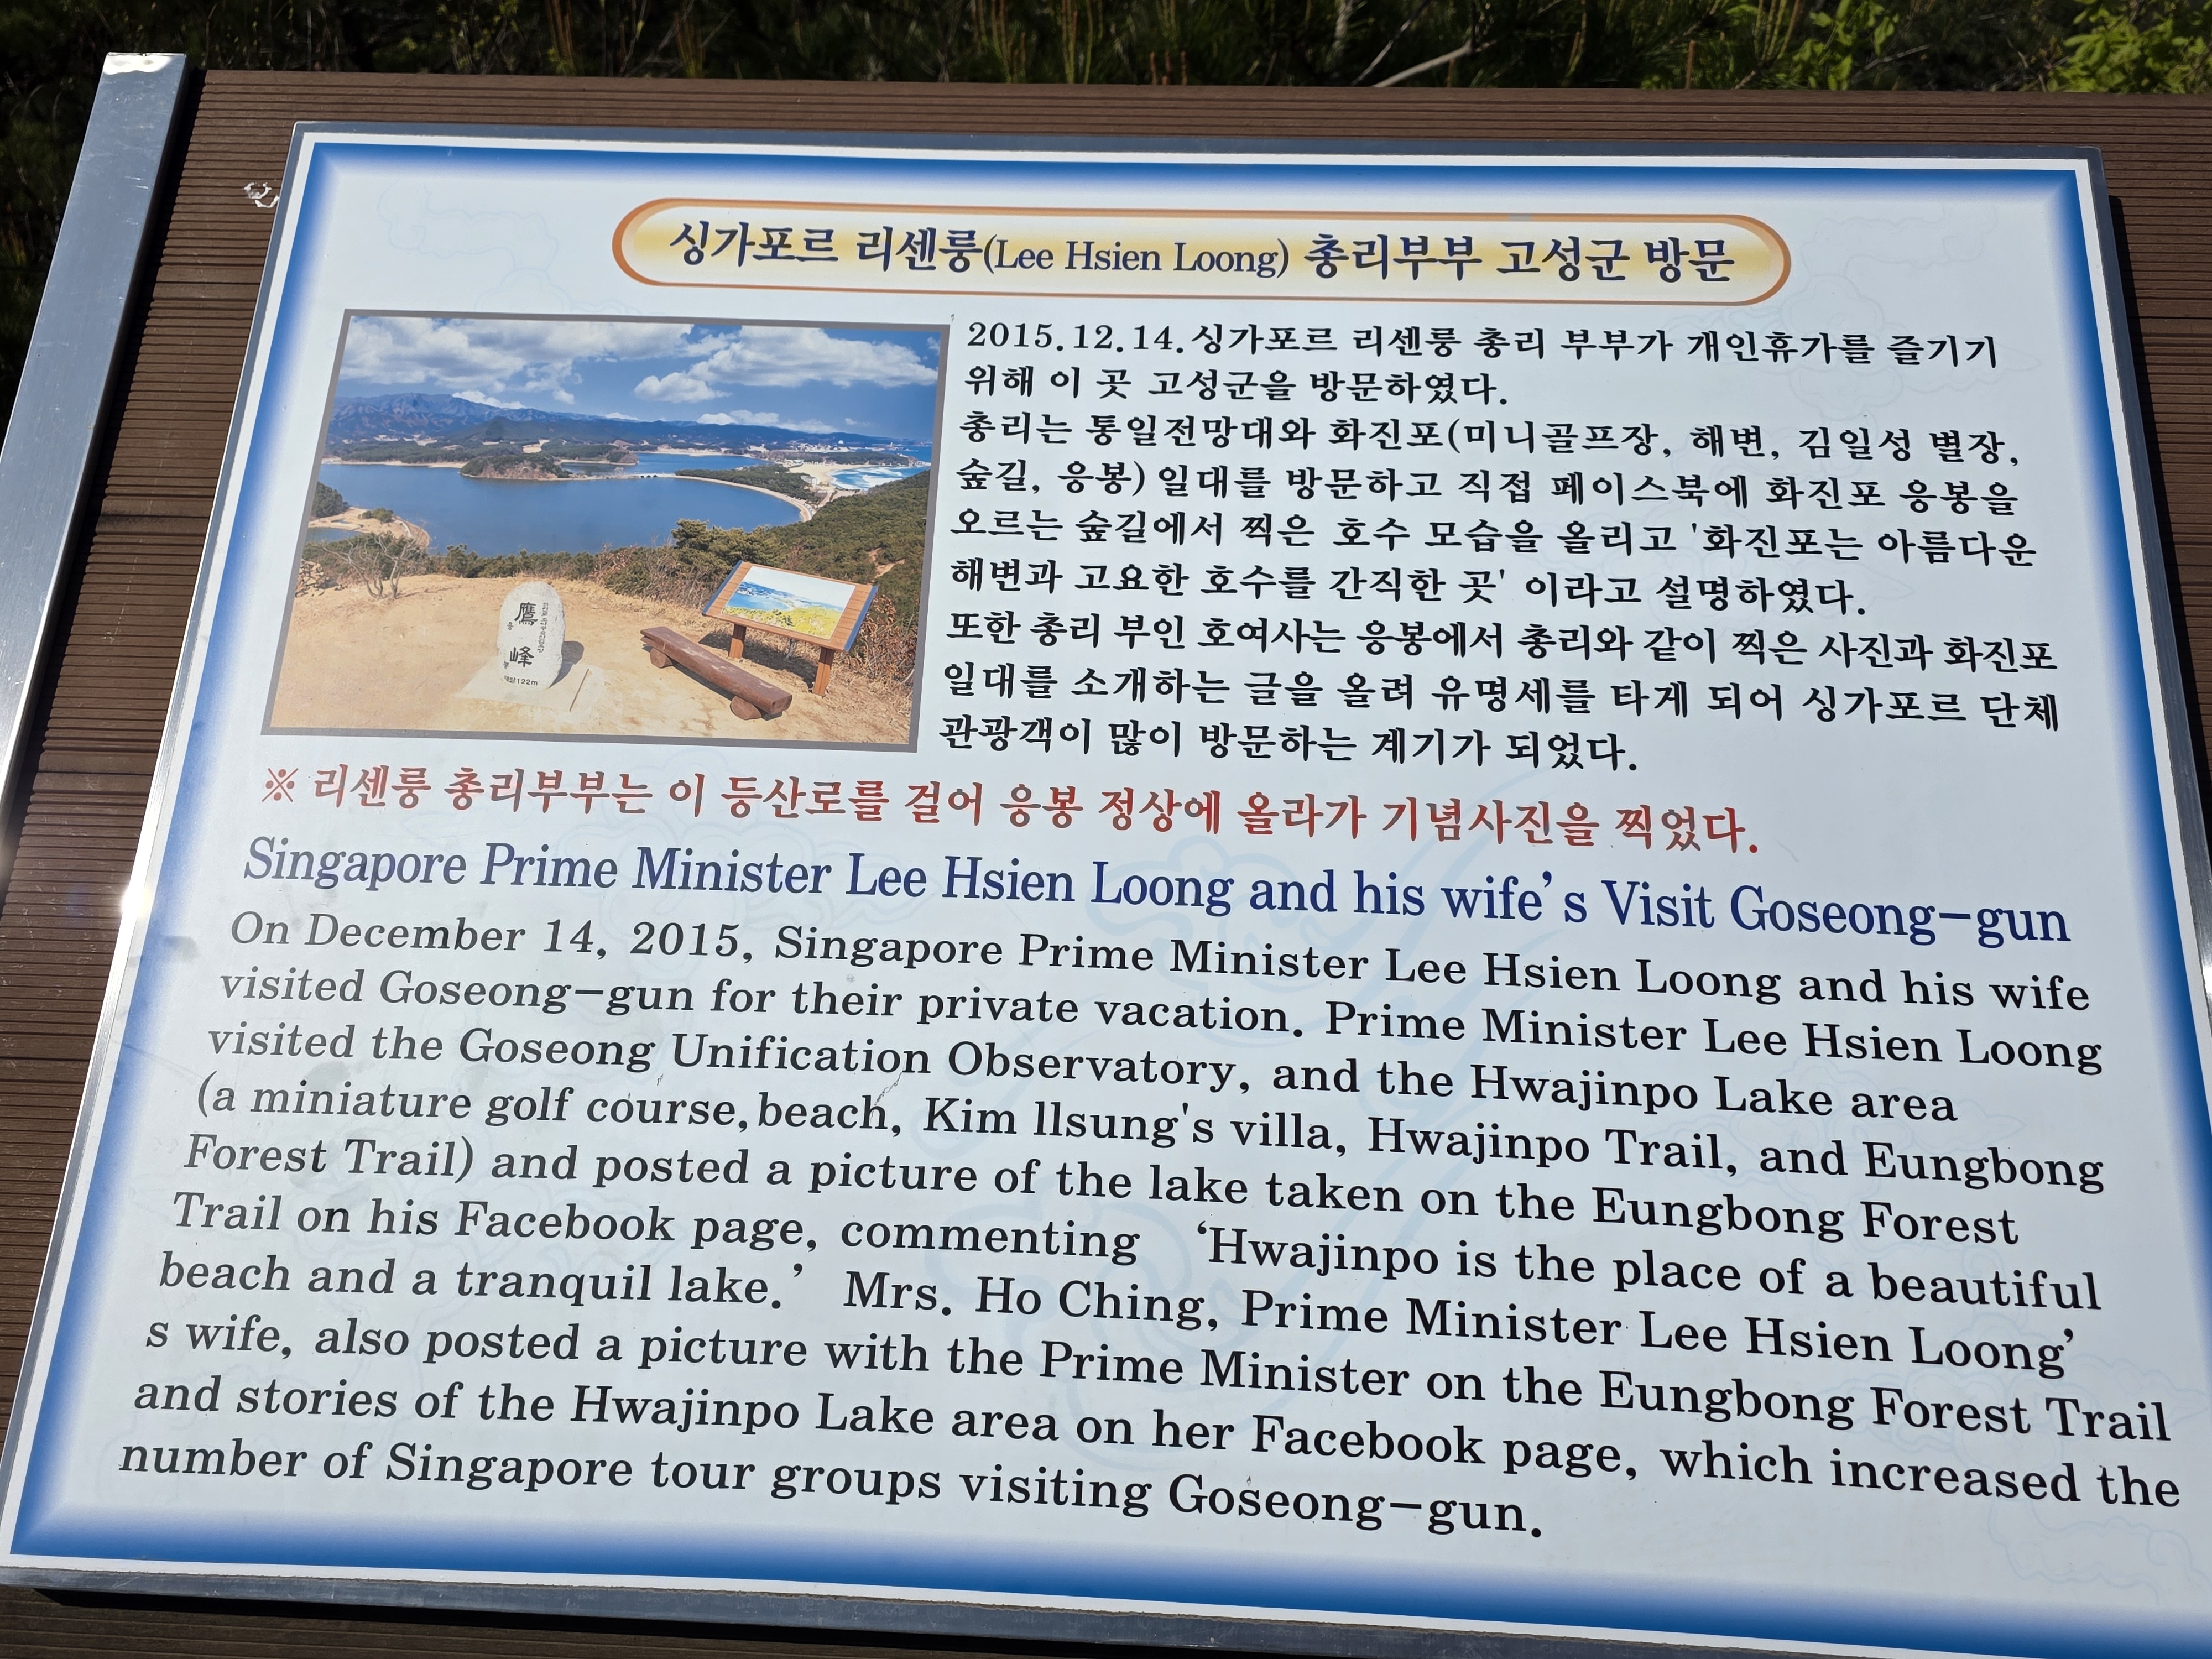 싱가포르 리센룽(Lee Hsien Loong) 총리부부 고성군 방문
2015.12.14.싱가포르 리센룽 총리 부부가 개인휴가를 즐기기
위해 이 곳 고성군을 방문하였다.
총리는 통일전망대와 화진포(미니골프장, 해변, 김일성 별장,
숲길, 응봉) 일대를 방문하고 직접 페이스북에 화진포 응봉을
오르는 숲길에서 찍은 호수 모습을 올리고 '화진포는 아름다운
해변과 고요한 호수를 간직한 곳' 이라고 설명하였다.
또한 총리 부인 호여사는 응봉에서 총리와 같이 찍은 사진과 화진포
일대를 소개하는 글을 올려 유명세를 타게 되어 싱가포르 단체
관광객이 많이 방문하는 계기가 되었다.
鷹
응
峰
봉
해발122m
※ 리센룽 총리부부는 이 등산로를 걸어 응봉 정상에 올라가 기념사진을 찍었다.
Singapore Prime Minister Lee Hsien Loong and his wife's Visit Goseong-gun
On December 14, 2015, Singapore Prime Minister Lee Hsien Loong and his wife
visited Goseong-gun for their private vacation. Prime Minister Lee Hsien Loong
visited the Goseong Unification Observatory, and the Hwajinpo Lake area
(a miniature golf course, beach, Kim llsung's villa, Hwajinpo Trail, and Eungbong
Forest Trail) and posted a picture of the lake taken on the Eungbong Forest
Trail on his Facebook page, commenting ‘Hwajinpo is the place of a beautiful
beach and a tranquil lake.’ Mrs. Ho Ching, Prime Minister Lee Hsien Loong’
s wife, also posted a picture with the Prime Minister on the Eungbong Forest Trail
and stories of the Hwajinpo Lake area on her Facebook page, which increased the
number of Singapore tour groups visiting Goseong-gun.